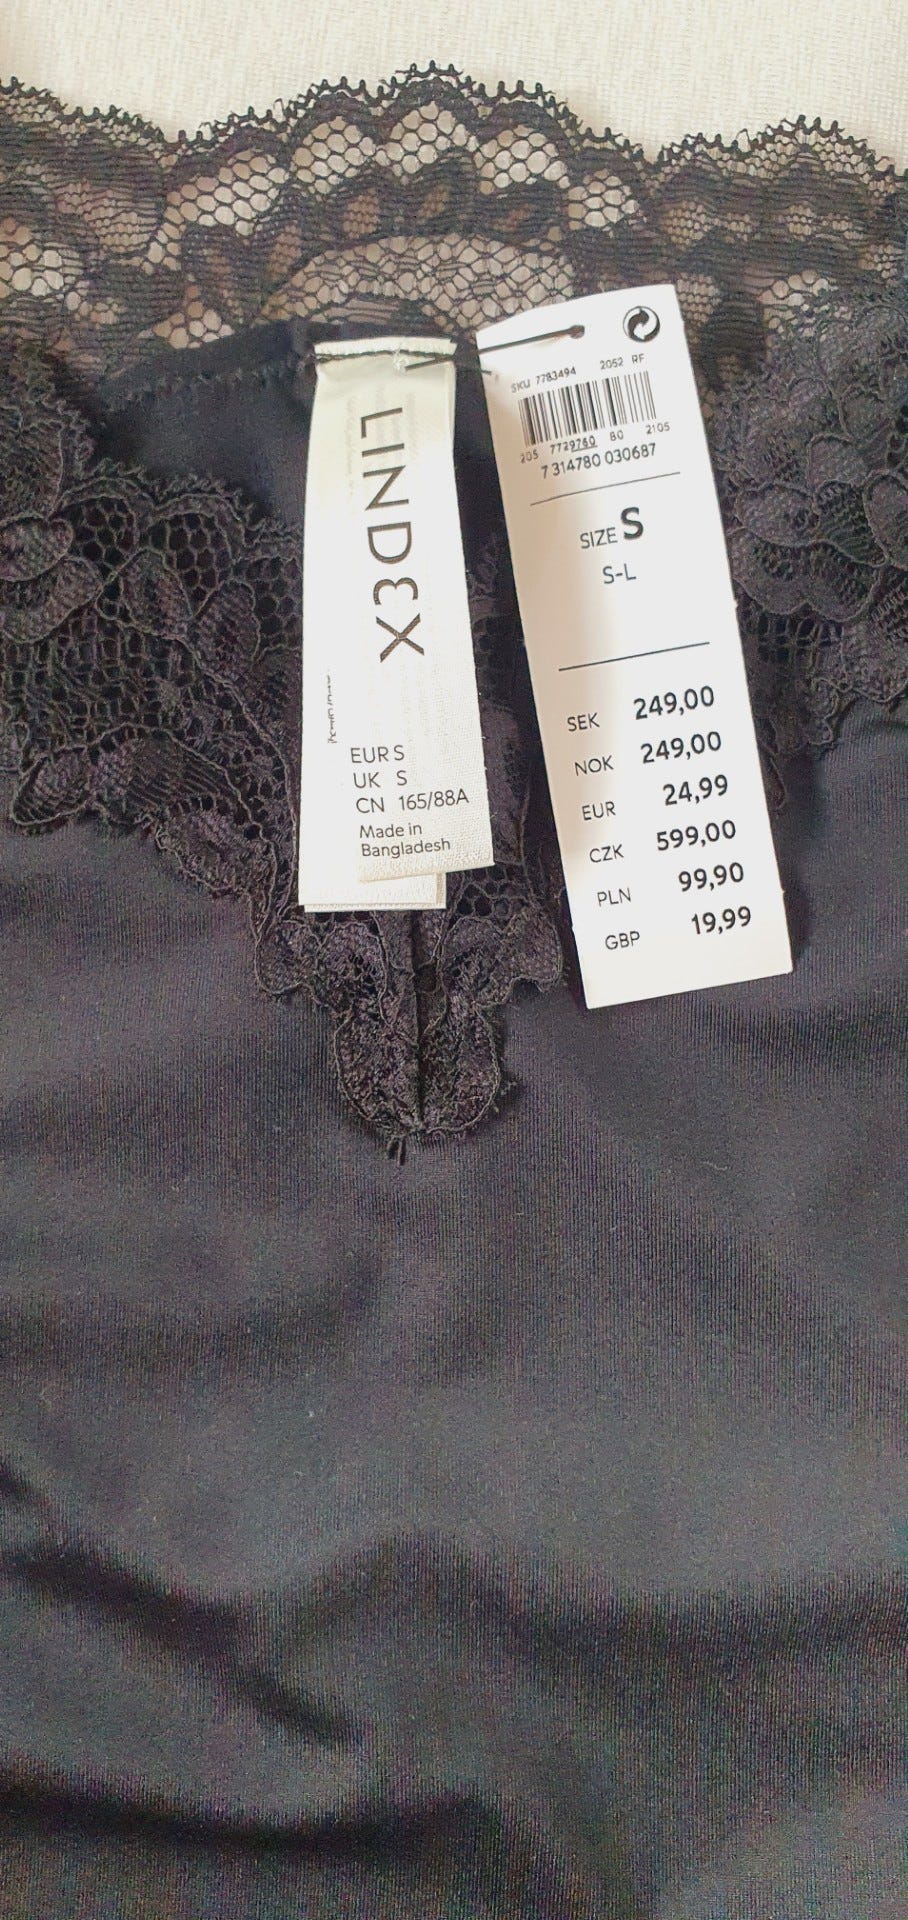 LINDEX
EUR S
UK S
CN 165/88A
Made in
Bangladesh
SKU 7783494 2052 RF
205 7729760 80 2105
7 314780 030687
SIZE S
S-L
SEK 249,00
NOK 249,00
EUR 24,99
CZK 599,00
PLN 99,90
GBP 19,99